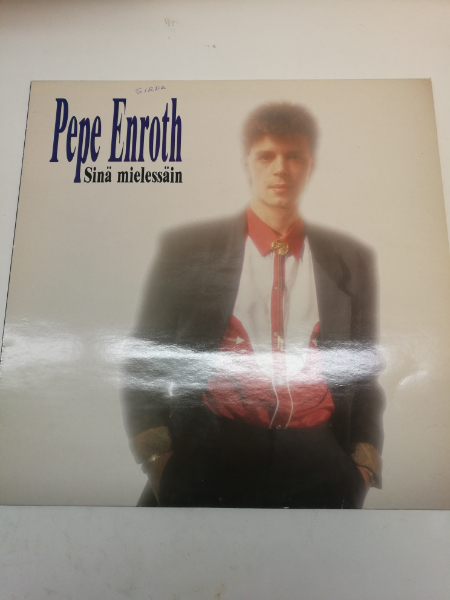 Pepe Enroth
Sinä mielessäin